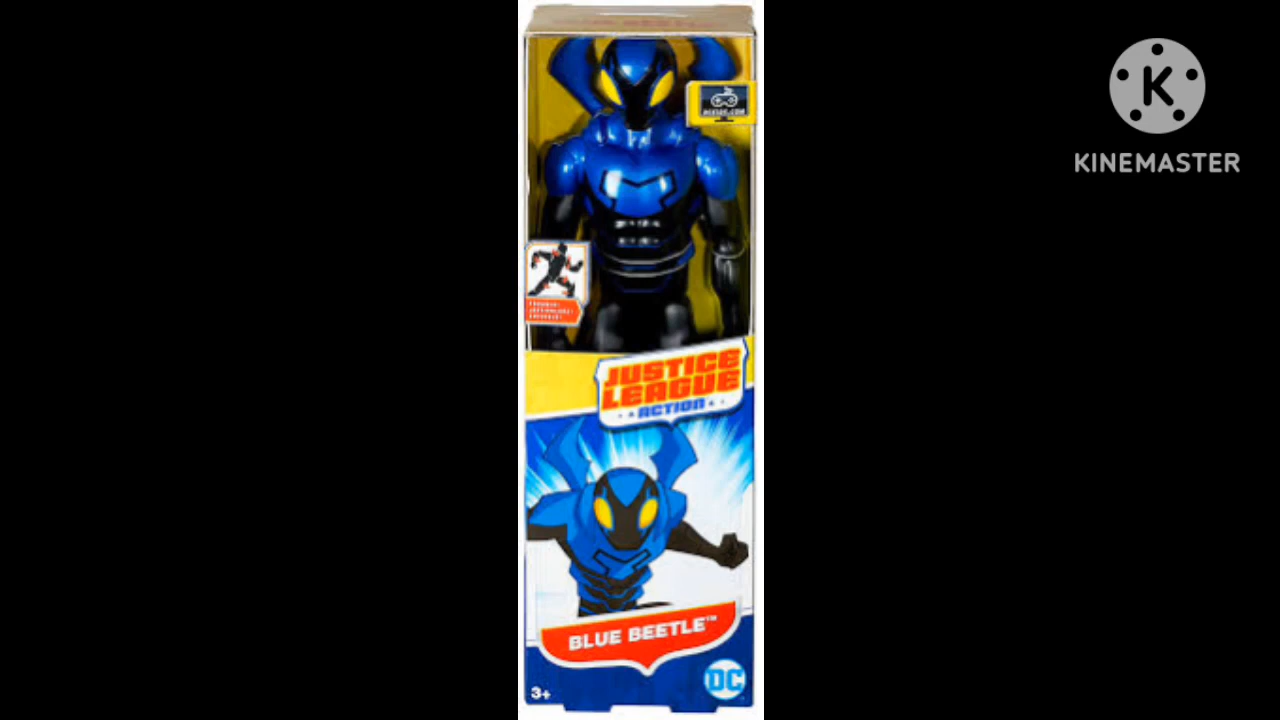 K
KINEMASTER
JUSTICE
LEAGUE
ACTION
BLUE BEETLE™
DC
3+